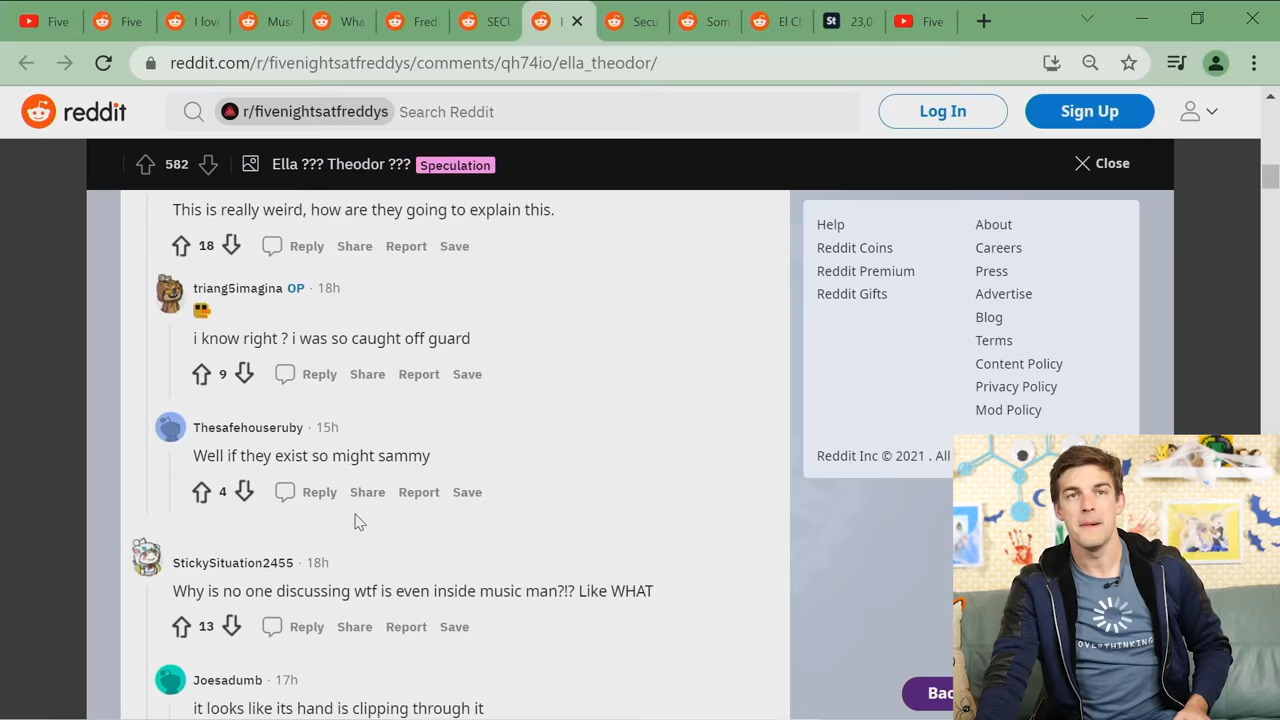 Five
Five
I lov
Musi
Wha
Fred
SECU
I
Secu
Som
El Ch
St 23,0
Five
reddit.com/r/fivenightsatfreddys/comments/qh74io/ella_theodor/
reddit
r/fivenightsatfreddys Search Reddit
Log In
Sign Up
582 Ella ??? Theodor ??? Speculation
Close
This is really weird, how are they going to explain this.
18 Reply Share Report Save
triang5imagina OP · 18h
i know right ? i was so caught off guard
9 Reply Share Report Save
Thesafehouseruby · 15h
Well if they exist so might sammy
4 Reply Share Report Save
StickySituation2455 · 18h
Why is no one discussing wtf is even inside music man?!? Like WHAT
13 Reply Share Report Save
Joesadumb · 17h
it looks like its hand is clipping through it
Help About
Reddit Coins Careers
Reddit Premium Press
Reddit Gifts Advertise
Blog
Terms
Content Policy
Privacy Policy
Mod Policy
Reddit Inc © 2021 . All
Bac
OVERTHINKING